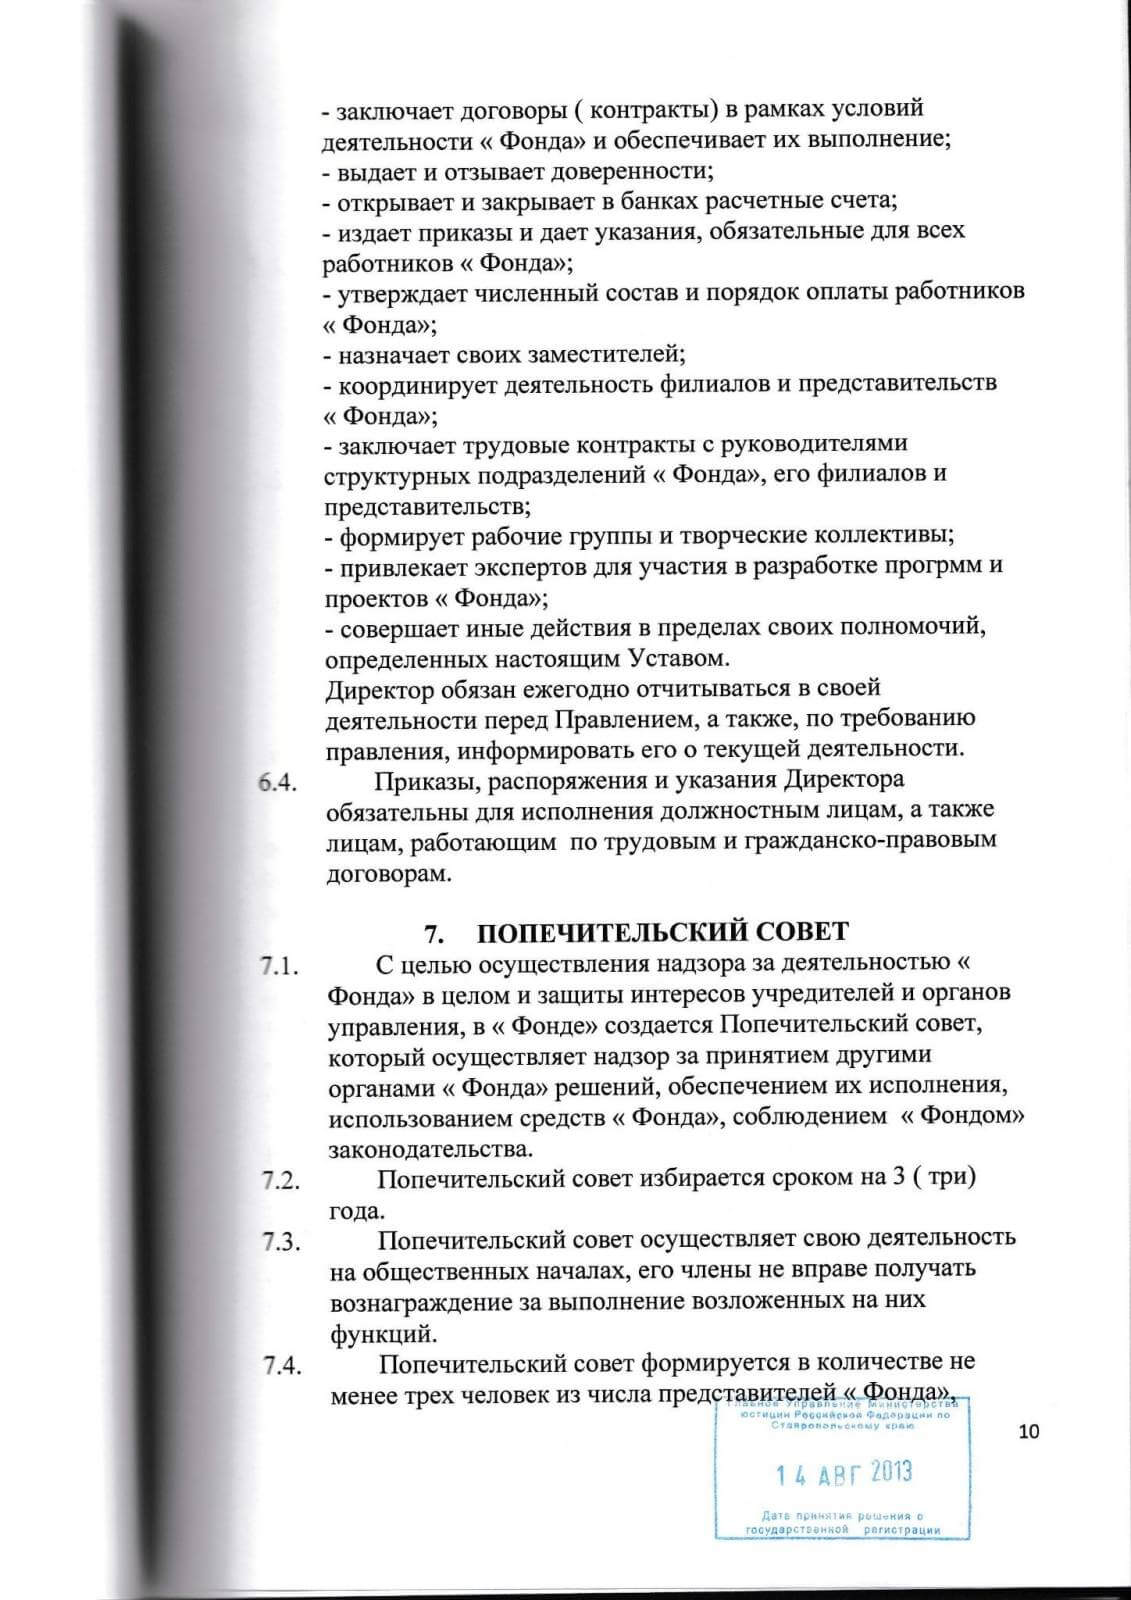 - заключает договоры ( контракты) в рамках условий
деятельности « Фонда» и обеспечивает их выполнение;
- выдает и отзывает доверенности;
- открывает и закрывает в банках расчетные счета;
- издает приказы и дает указания, обязательные для всех
работников « Фонда»;
- утверждает численный состав и порядок оплаты работников
« Фонда»;
- назначает своих заместителей;
- координирует деятельность филиалов и представительств
« Фонда»;
- заключает трудовые контракты с руководителями
структурных подразделений « Фонда», его филиалов и
представительств;
- формирует рабочие группы и творческие коллективы;
- привлекает экспертов для участия в разработке прогрмм и
проектов « Фонда»;
- совершает иные действия в пределах своих полномочий,
определенных настоящим Уставом.
Директор обязан ежегодно отчитываться в своей
деятельности перед Правлением, а также, по требованию
правления, информировать его о текущей деятельности.
6.4. Приказы, распоряжения и указания Директора
обязательны для исполнения должностным лицам, а также
лицам, работающим по трудовым и гражданско-правовым
договорам.
7. ПОПЕЧИТЕЛЬСКИЙ СОВЕТ
7.1. С целью осуществления надзора за деятельностью «
Фонда» в целом и защиты интересов учредителей и органов
управления, в « Фонде» создается Попечительский совет,
который осуществляет надзор за принятием другими
органами « Фонда» решений, обеспечением их исполнения,
использованием средств « Фонда», соблюдением « Фондом»
законодательства.
7.2. Попечительский совет избирается сроком на 3 ( три)
года.
7.3. Попечительский совет осуществляет свою деятельность
на общественных началах, его члены не вправе получать
вознаграждение за выполнение возложенных на них
функций.
7.4. Попечительский совет формируется в количестве не
менее трех человек из числа представителей « Фонда»,
Главное Управление Министерства
юстиции Российской Федерации по
Ставропольскому краю
10
14 АВГ 2013
Дата принятия решения о
государственной регистрации